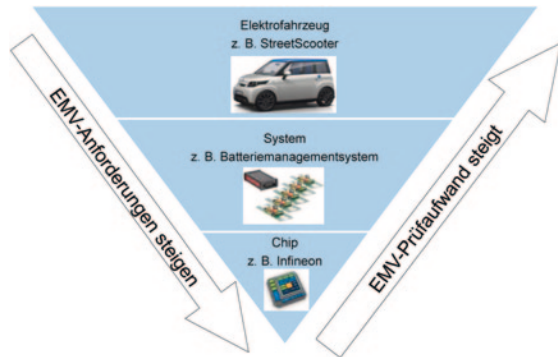 Elektrofahrzeug
z. B. StreetScooter
System
z. B. Batteriemanagementsystem
Chip
z. B. Infineon
EMV-Anforderungen steigen
EMV-Prüfaufwand steigt